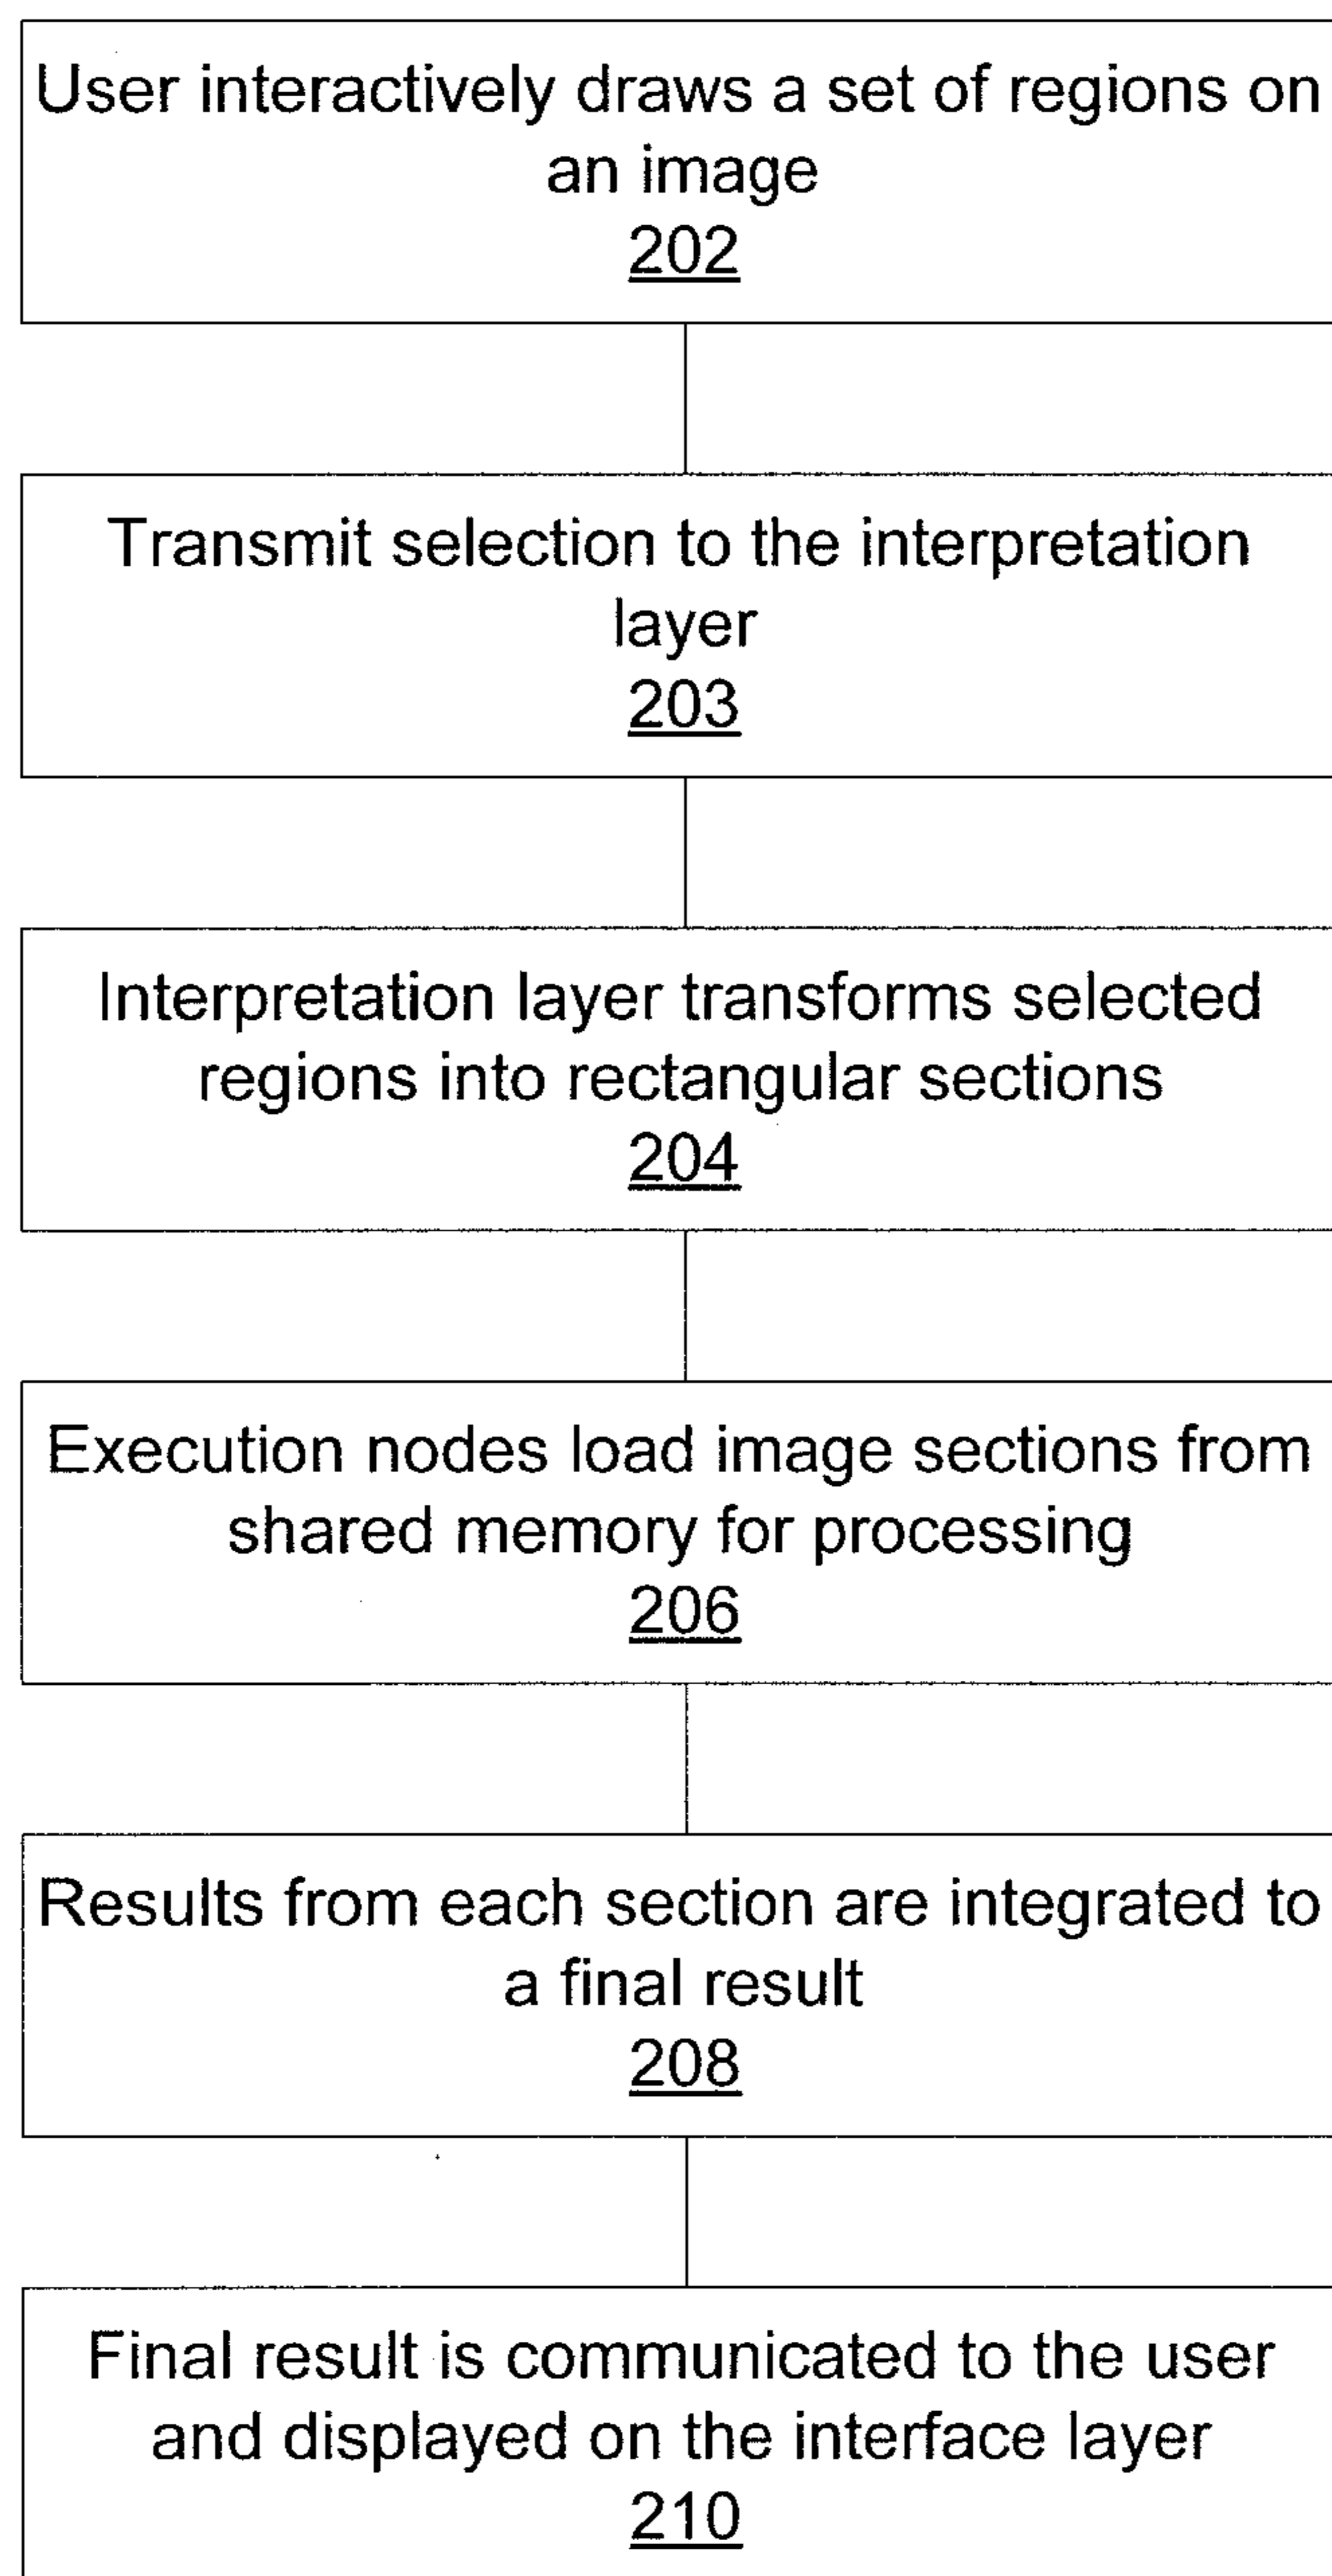 User interactively draws a set of regions on
an image
202
Transmit selection to the interpretation
layer
203
Interpretation layer transforms selected
regions into rectangular sections
204
Execution nodes load image sections from
shared memory for processing
206
Results from each section are integrated to
a final result
208
Final result is communicated to the user
and displayed on the interface layer
210